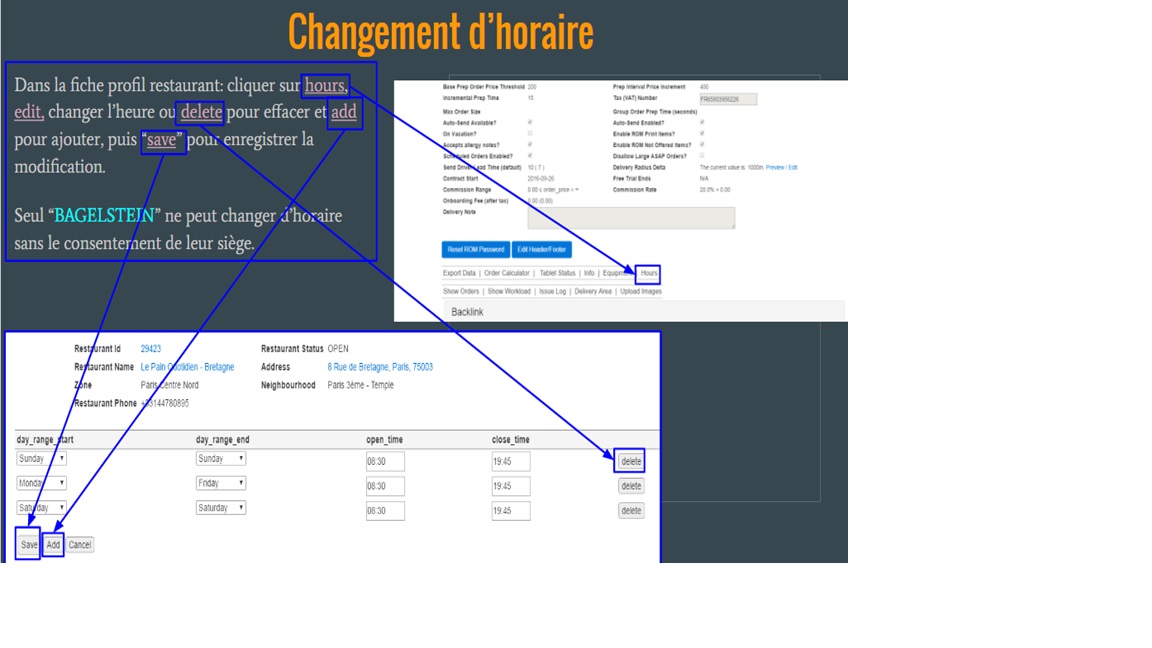 Changement d'horaire
Dans la fiche profil restaurant: cliquer sur hours,
edit, changer l'heure ou delete pour effacer et add
pour ajouter, puis “save” pour enregistrer la
modification.
Seul “BAGELSTEIN” ne peut changer d'horaire
sans le consentement de leur siège.
Base Prep Order Price Threshold 200 Prep Interval Price Increment 400
Incremental Prep Time 15 Tax (VAT) Number
Max Order Size Group Order Prep Time (seconds)
Auto-Send Available? Auto-Send Enabled?
On Vacation? Enable ROM Print Items?
Accepts allergy notes? Enable ROM Not Offered Items?
Scheduled Orders Enabled? Disallow Large ASAP Orders?
Send Driver Lead Time (default) 10 ( 7 ) Delivery Radius Delta The current value is: 1000m. Preview / Edit
Contract Start 2016-09-26 Free Trial Ends N/A
Commission Range 0.00 ≤ order_price < ~ Commission Rate 20.0% + 0.00
Onboarding Fee (after tax) 0.00 (0.00)
Delivery Note
Reset ROM Password Edit Header/Footer
Export Data | Order Calculator | Tablet Status | Info | Hours
Show Orders | Show Workload | Issue Log | Delivery Area | Upload Images
Backlink
Restaurant Id 29423 Restaurant Status OPEN
Restaurant Name Le Pain Quotidien - Bretagne Address 8 Rue de Bretagne, Paris, 75003
Zone Paris Centre Nord Neighbourhood Paris 3ème - Temple
Restaurant Phone +33144780895
day_range_start day_range_end open_time close_time
Sunday Sunday 08:30 19:45 delete
Monday Friday 08:30 19:45 delete
Saturday Saturday 08:30 19:45 delete
Save Add Cancel